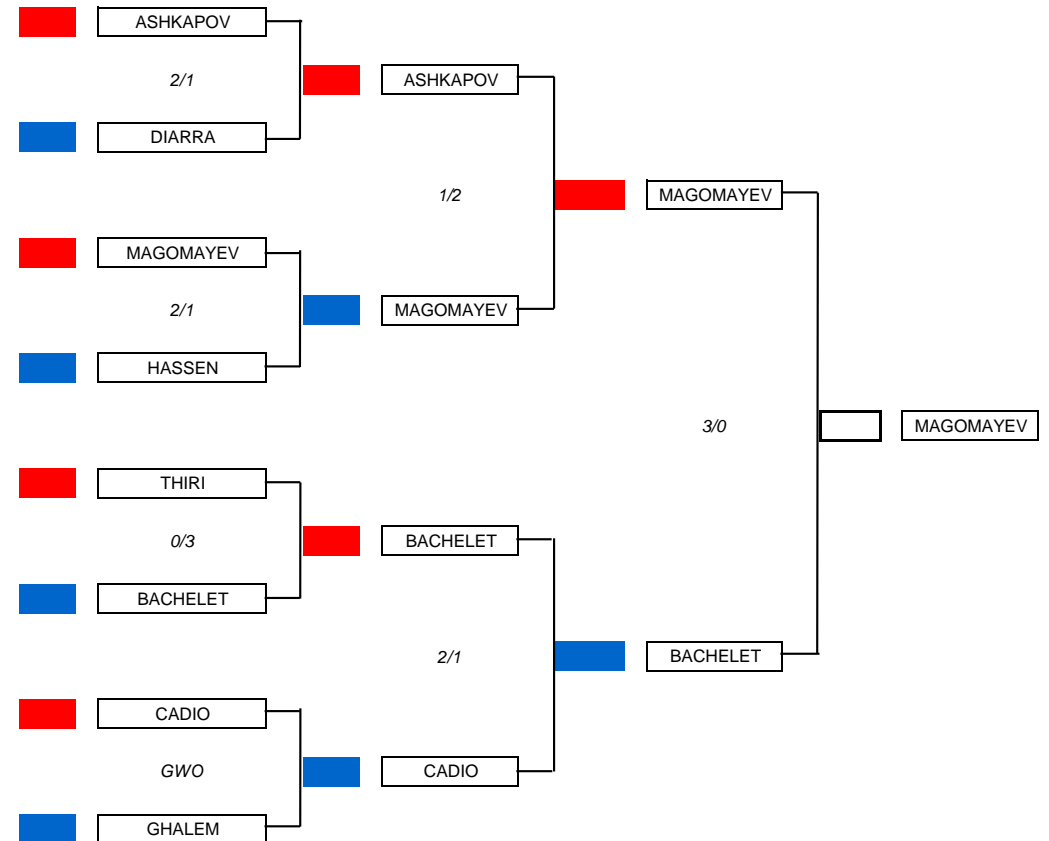 ASHKAPOV
2/1
ASHKAPOV
DIARRA
1/2
MAGOMAYEV
MAGOMAYEV
2/1
MAGOMAYEV
HASSEN
3/0
MAGOMAYEV
THIRI
0/3
BACHELET
BACHELET
2/1
BACHELET
CADIO
GWO
CADIO
GHALEM